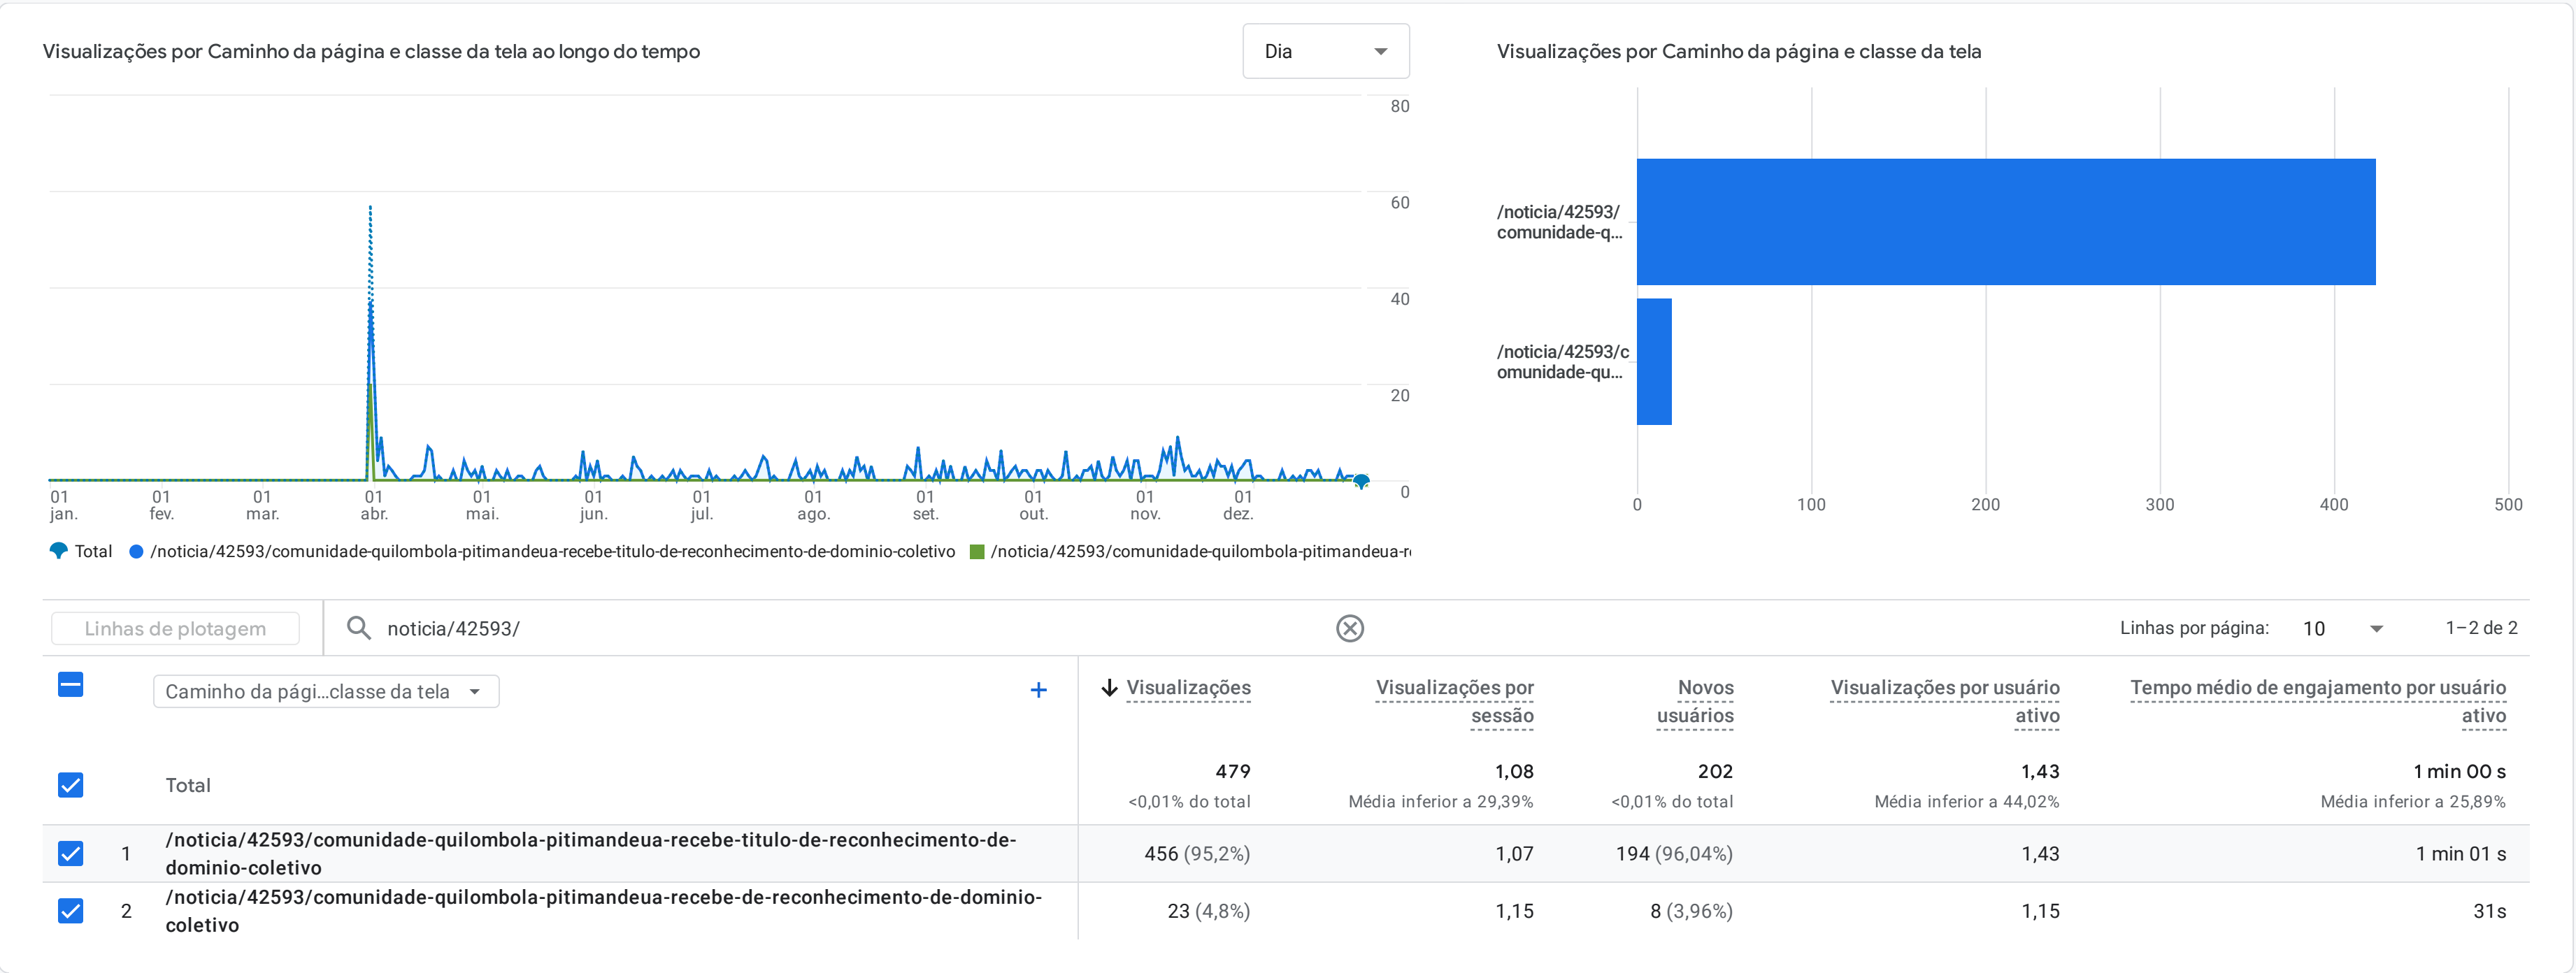 Visualizações por Caminho da página e classe da tela ao longo do tempo
Dia
80
60
40
20
0
01 jan.
01 fev.
01 mar.
01 abr.
01 mai.
01 jun.
01 jul.
01 ago.
01 set.
01 out.
01 nov.
01 dez.
Total
/noticia/42593/comunidade-quilombola-pitimandeua-recebe-titulo-de-reconhecimento-de-dominio-coletivo
/noticia/42593/comunidade-quilombola-pitimandeua-r
Visualizações por Caminho da página e classe da tela
/noticia/42593/
comunidade-q...
/noticia/42593/c
omunidade-qu...
0
100
200
300
400
500
Linhas de plotagem
noticia/42593/
Linhas por página:
10
1–2 de 2
Caminho da pági...classe da tela
+
Visualizações
Visualizações por
sessão
Novos
usuários
Visualizações por usuário
ativo
Tempo médio de engajamento por usuário
ativo
Total
479
<0,01% do total
1,08
Média inferior a 29,39%
202
<0,01% do total
1,43
Média inferior a 44,02%
1 min 00 s
Média inferior a 25,89%
1
/noticia/42593/comunidade-quilombola-pitimandeua-recebe-titulo-de-reconhecimento-de-
dominio-coletivo
456 (95,2%)
1,07
194 (96,04%)
1,43
1 min 01 s
2
/noticia/42593/comunidade-quilombola-pitimandeua-recebe-de-reconhecimento-de-dominio-
coletivo
23 (4,8%)
1,15
8 (3,96%)
1,15
31s